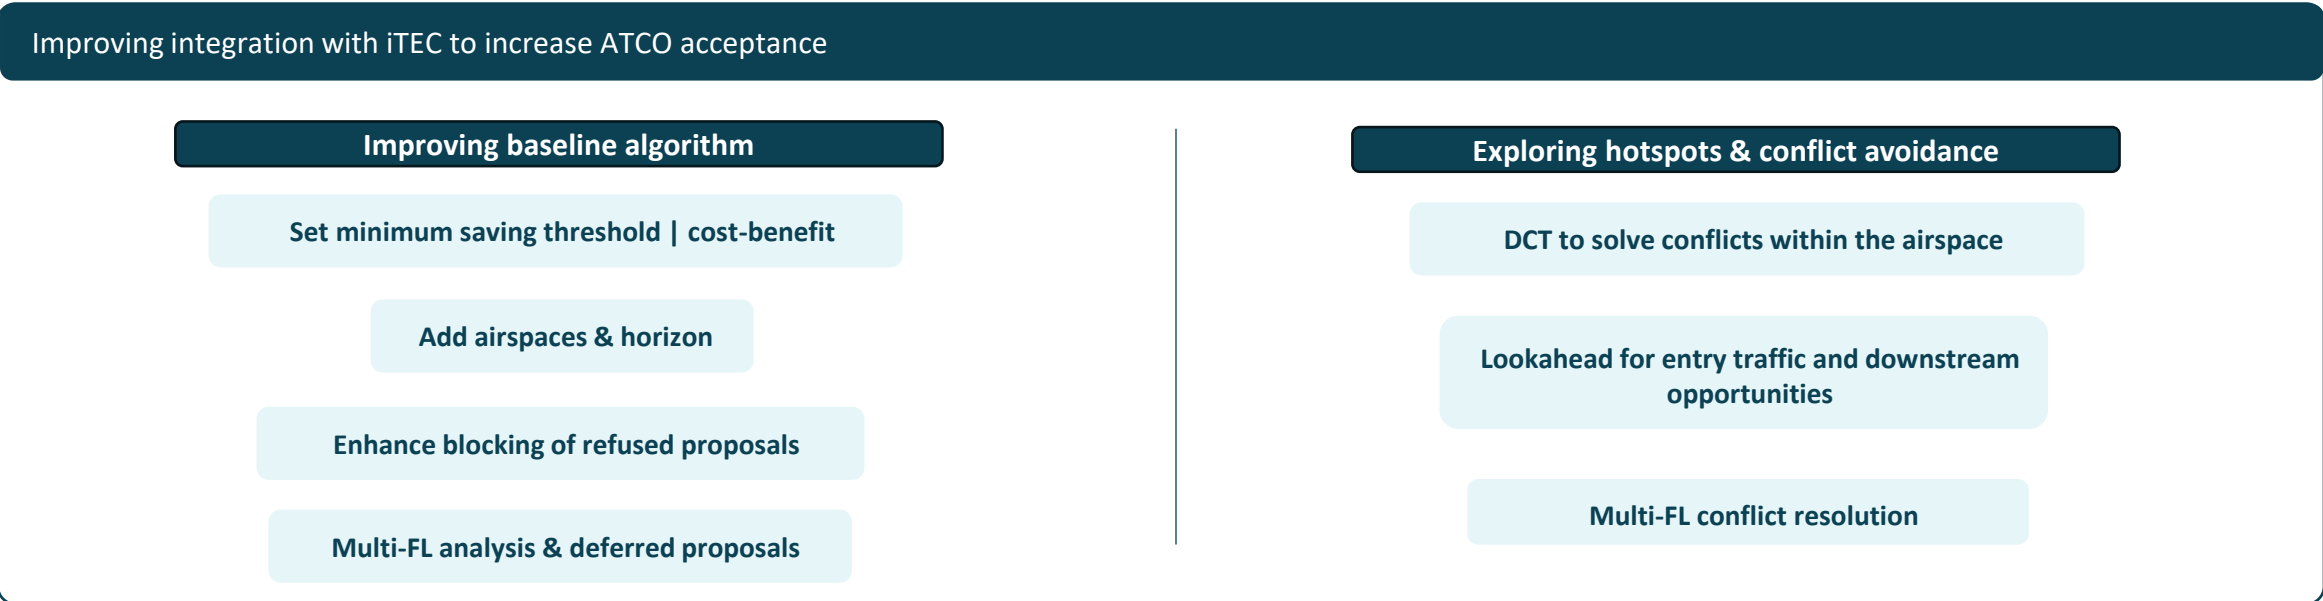 Improving integration with iTEC to increase ATCO acceptance
Improving baseline algorithm
Set minimum saving threshold | cost-benefit
Add airspaces & horizon
Enhance blocking of refused proposals
Multi-FL analysis & deferred proposals
Exploring hotspots & conflict avoidance
DCT to solve conflicts within the airspace
Lookahead for entry traffic and downstream
opportunities
Multi-FL conflict resolution